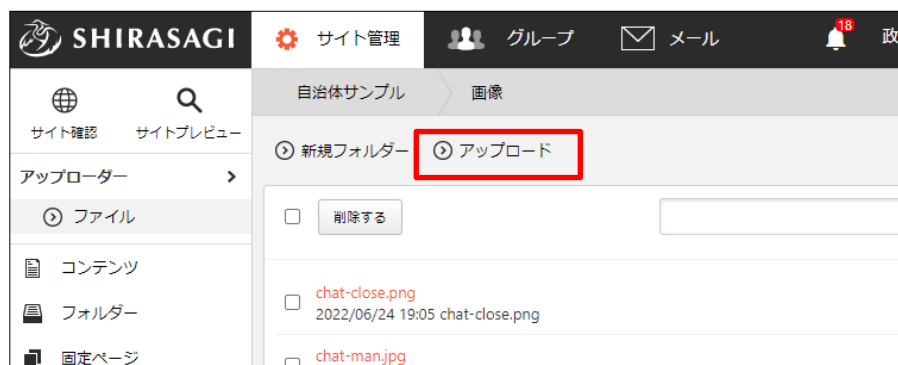 SHIRASAGI サイト管理 グループ メール 18 政
サイト確認 サイトプレビュー
自治体サンプル 画像
新規フォルダー アップロード
アップローダー
ファイル
削除する
コンテンツ
フォルダー
固定ページ
chat-close.png
2022/06/24 19:05 chat-close.png
chat-man.jpg